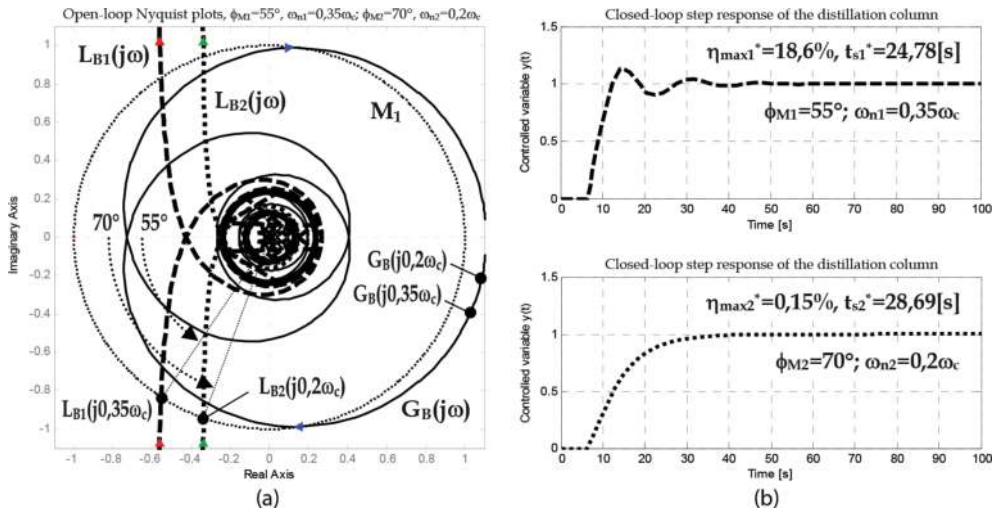 Open-loop Nyquist plots, ϕM1=55°, ωn1=0,35ωc; ϕM2=70°, ωn2=0,2ωc
Imaginary Axis
1
0.8
0.6
0.4
0.2
0
-0.2
-0.4
-0.6
-0.8
-1
-1
-0.8
-0.6
-0.4
-0.2
0
0.2
0.4
0.6
0.8
1
Real Axis
LB1(jω)
LB2(jω)
M1
70°
55°
GB(j0,2ωc)
GB(j0,35ωc)
LB2(j0,2ωc)
LB1(j0,35ωc)
GB(jω)
(a)
Closed-loop step response of the distillation column
Controlled variable y(t)
1.5
1
0.5
0
ηmax1*=18,6%, ts1*=24,78[s]
ϕM1=55°; ωn1=0,35ωc
0 10 20 30 40 50 60 70 80 90 100
Time [s]
Closed-loop step response of the distillation column
Controlled variable y(t)
1.5
1
0.5
0
ηmax2*=0,15%, ts2*=28,69[s]
ϕM2=70°; ωn2=0,2ωc
0 10 20 30 40 50 60 70 80 90 100
Time [s]
(b)